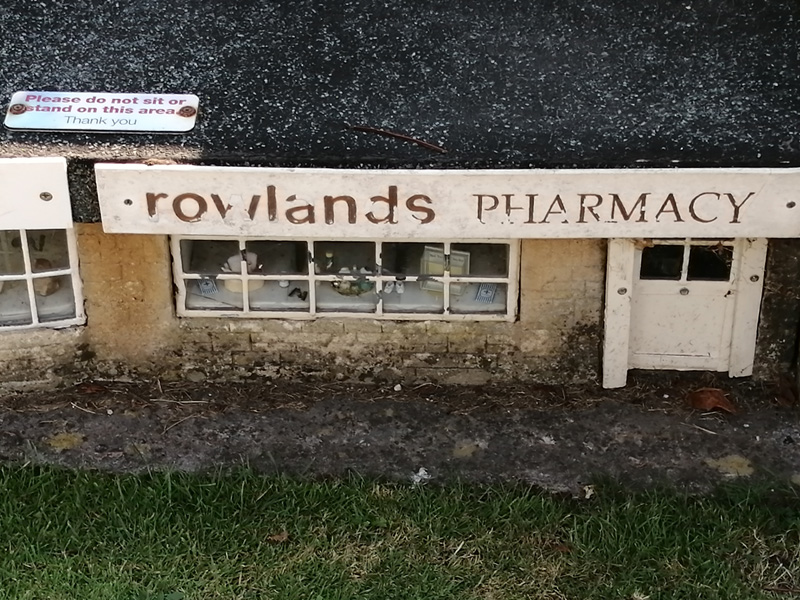 Please do not sit or
stand on this area.
Thank you
rowlands PHARMACY